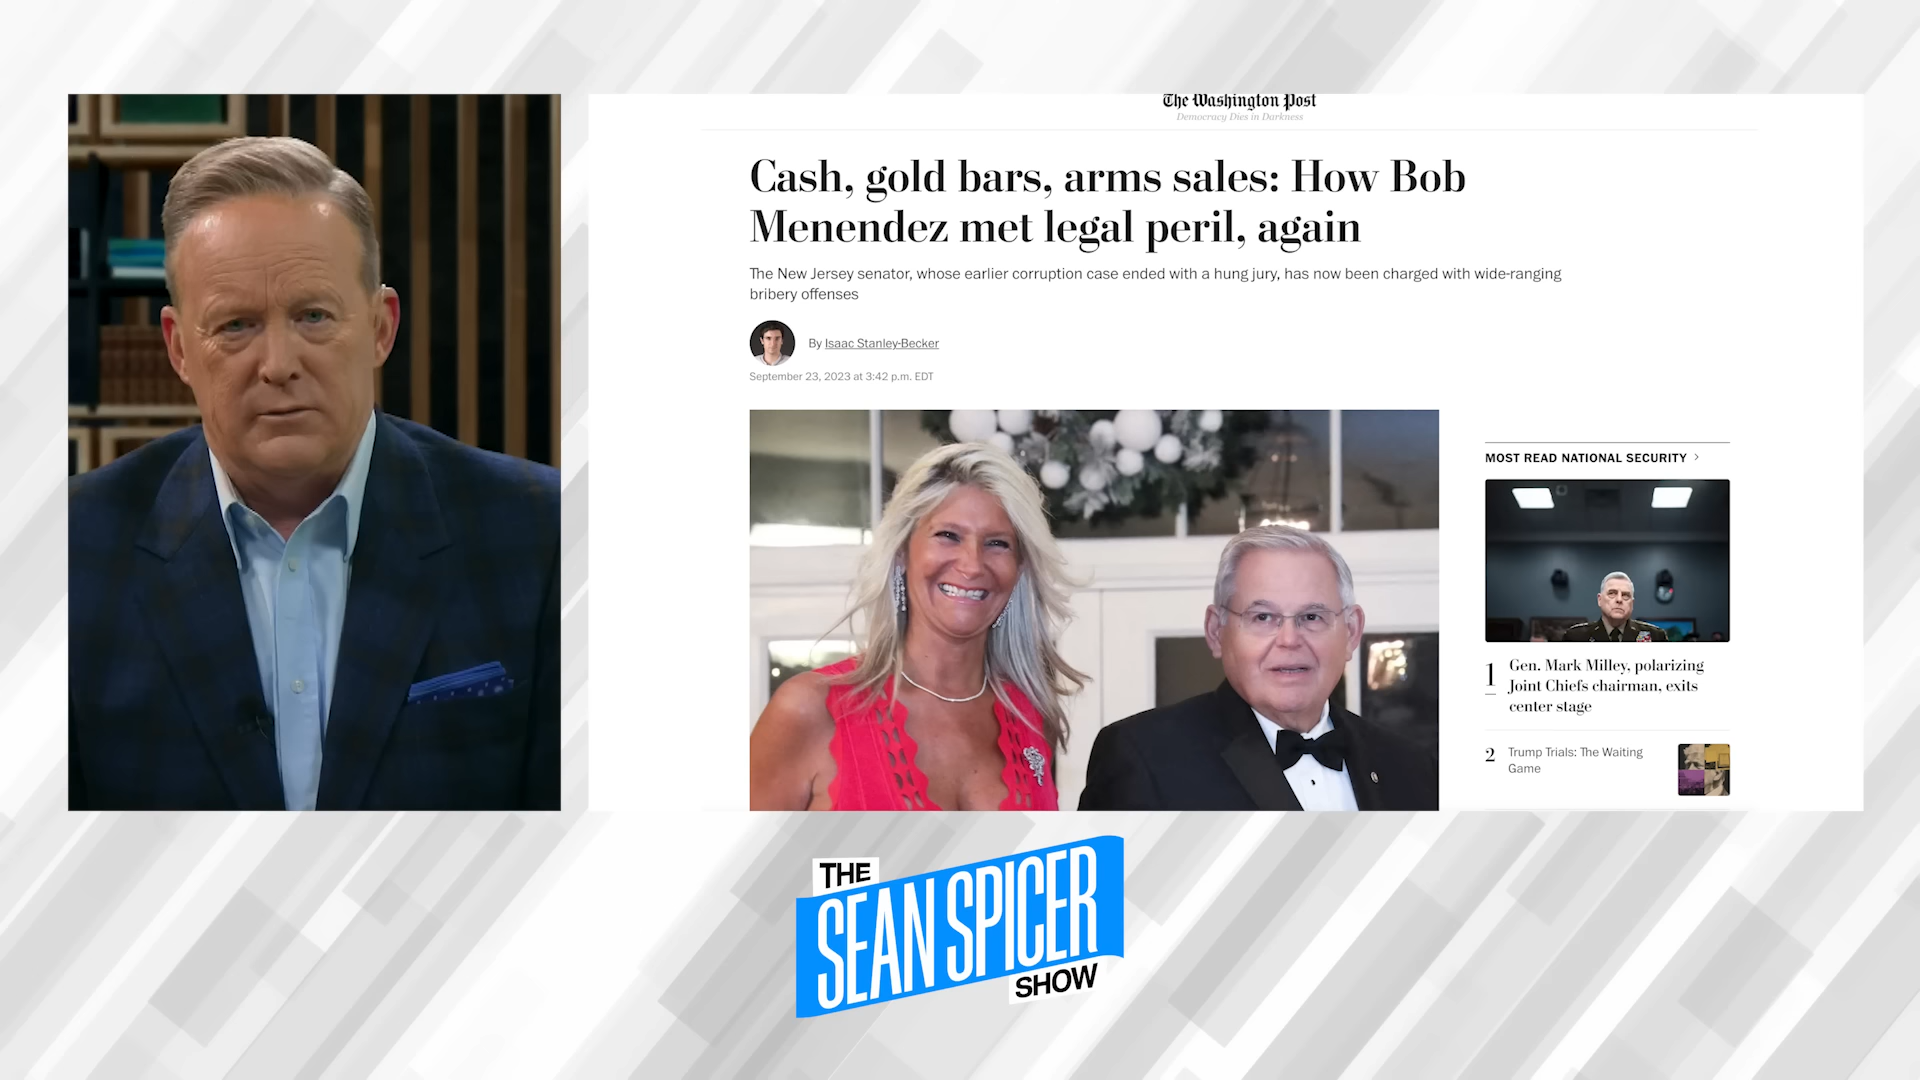 The Washington Post
Democracy Dies in Darkness
Cash, gold bars, arms sales: How Bob
Menendez met legal peril, again
The New Jersey senator, whose earlier corruption case ended with a hung jury, has now been charged with wide-ranging
bribery offenses
By Isaac Stanley-Becker
September 23, 2023 at 3:42 p.m. EDT
MOST READ NATIONAL SECURITY >
1
Gen. Mark Milley, polarizing
Joint Chiefs chairman, exits
center stage
2
Trump Trials: The Waiting
Game
THE
SEAN SPICER
SHOW